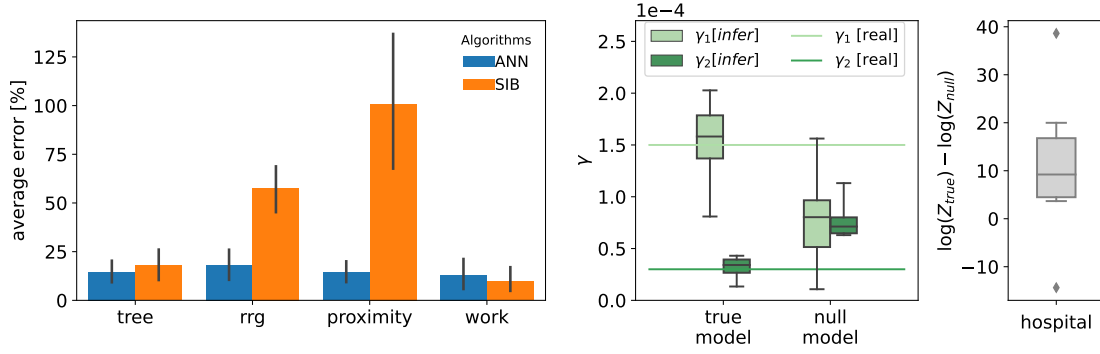 average error [%]
125
100
75
50
25
0
Algorithms
ANN
SIB
tree rrg proximity work
1e−4
γ
2.5
2.0
1.5
1.0
0.5
0.0
γ₁[infer] γ₁ [real]
γ₂[infer] γ₂ [real]
true model
null model
log(Z_true) − log(Z_null)
40
30
20
10
0
−10
hospital